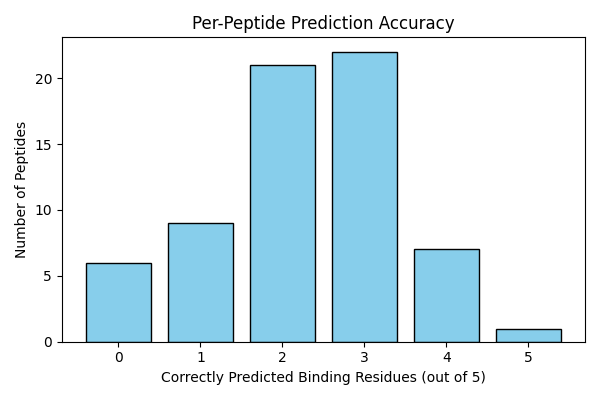 Per-Peptide Prediction Accuracy
Number of Peptides
20
15
10
5
0
0 1 2 3 4 5
Correctly Predicted Binding Residues (out of 5)